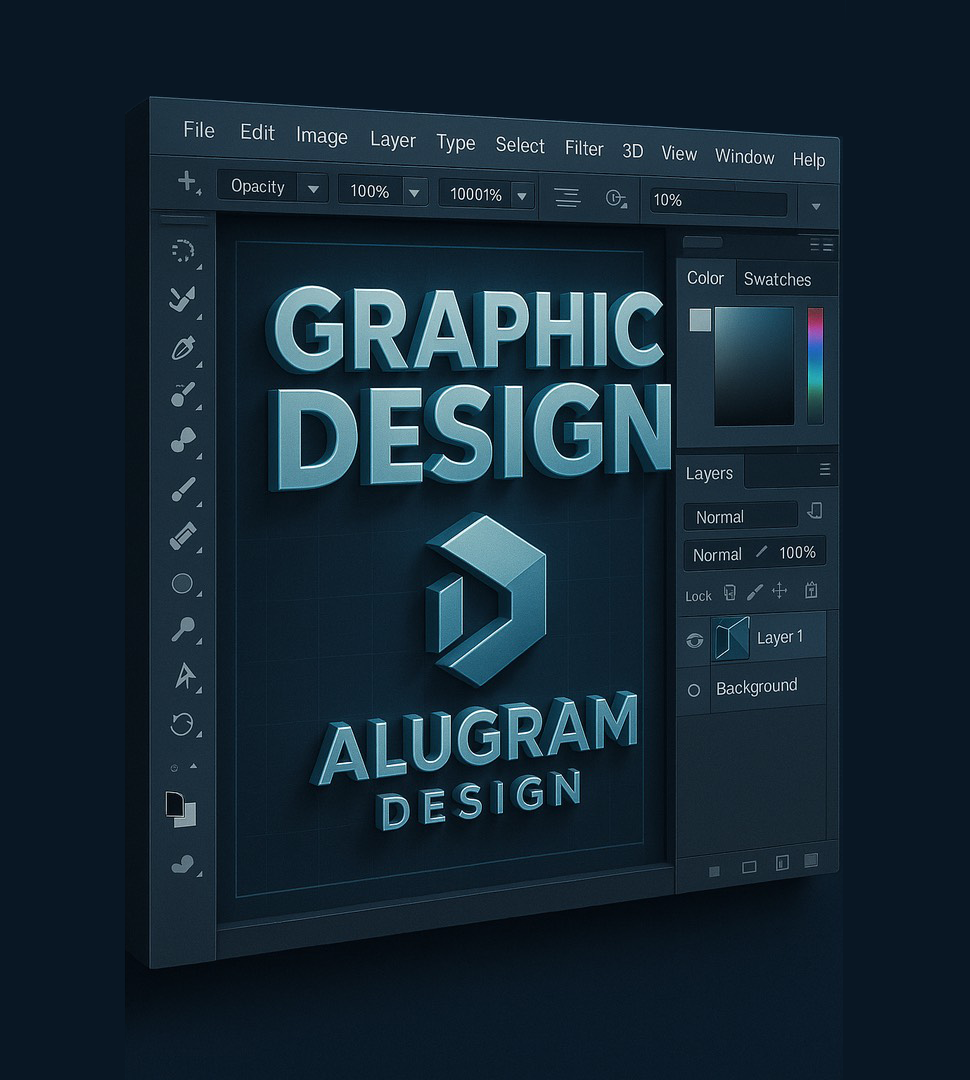 File Edit Image Layer Type Select Filter 3D View Window Help
Opacity 100% 10001% 10%
Color Swatches
GRAPHIC
DESIGN
Layers
Normal
Normal 100%
Lock
Layer 1
Background
ALUGRAM
DESIGN